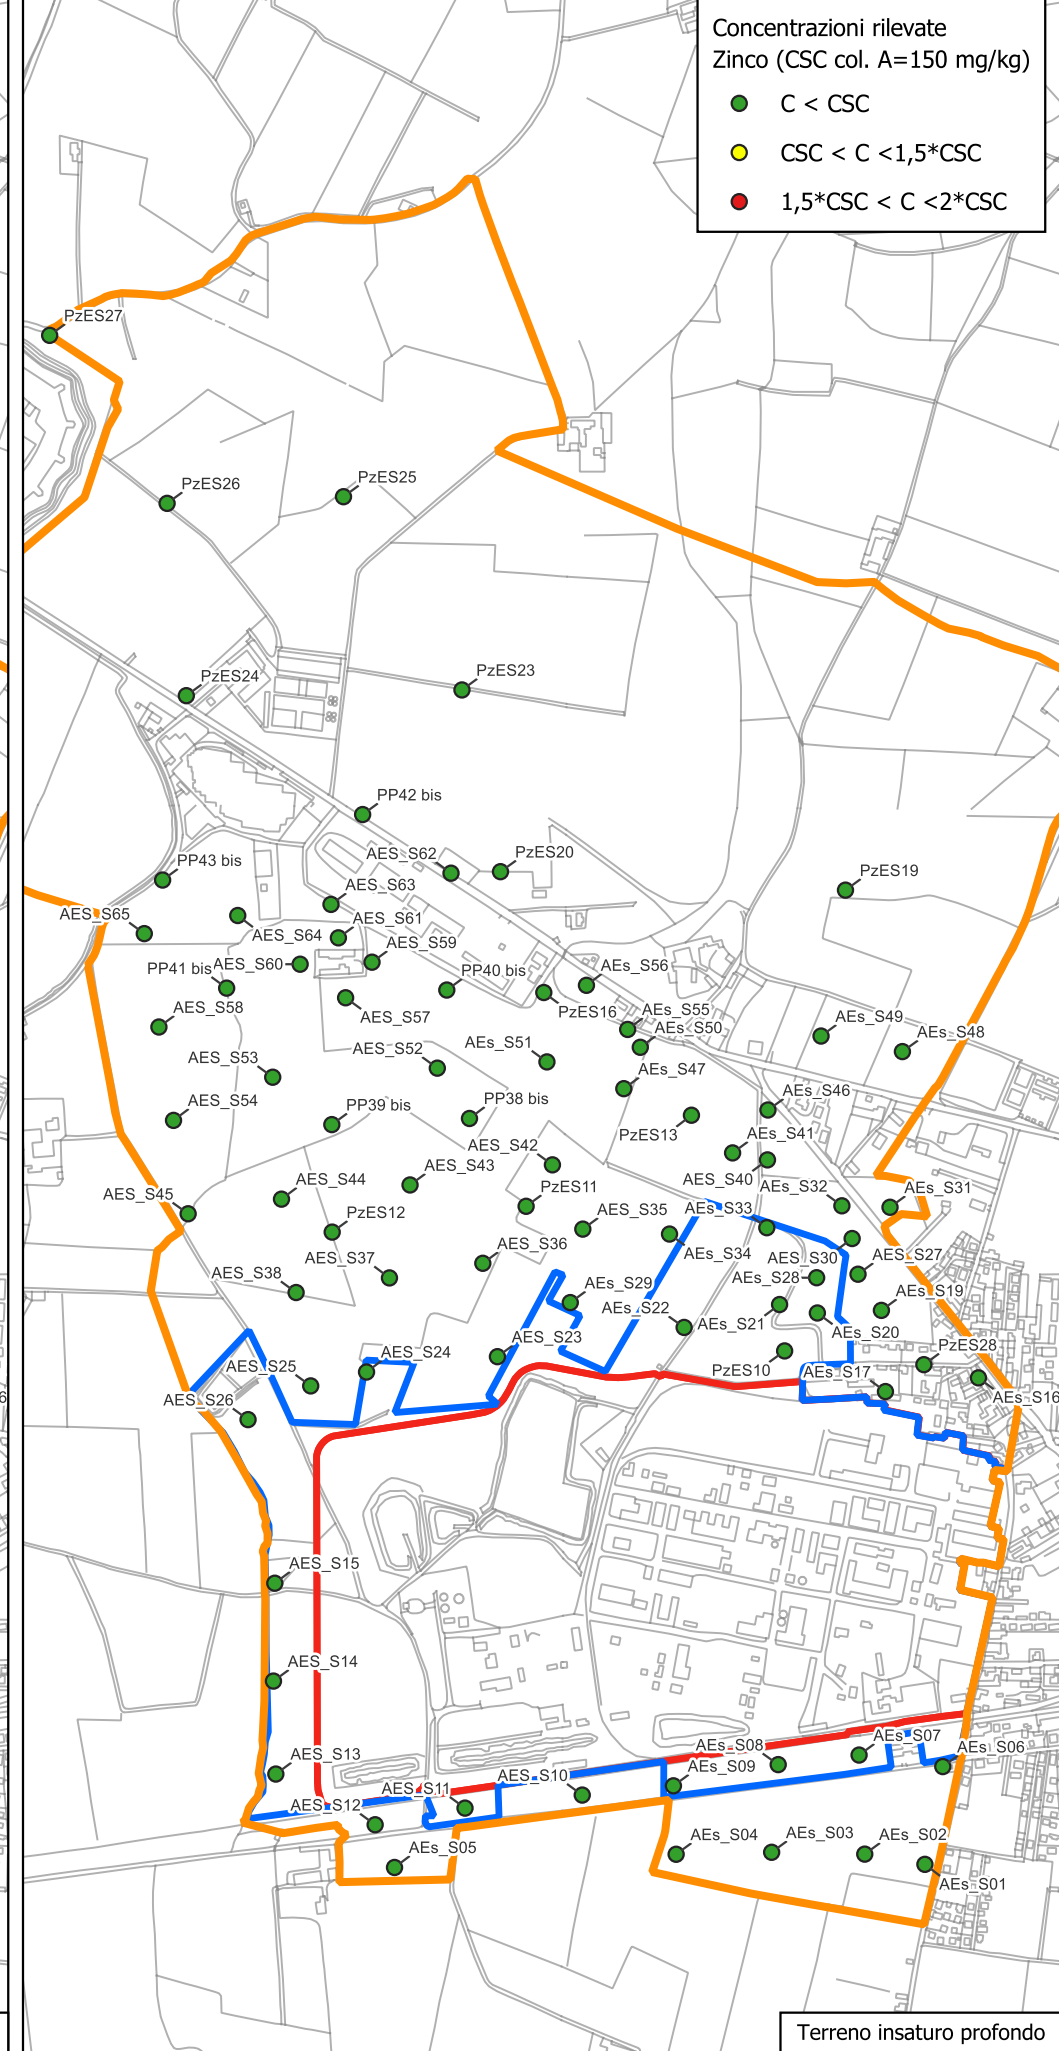 Concentrazioni rilevate
Zinco (CSC col. A=150 mg/kg)
C < CSC
CSC < C <1,5*CSC
1,5*CSC < C <2*CSC
PzES27
PzES26
PzES25
PzES24
PzES23
PP42 bis
PP43 bis
AES_S62
PzES20
PzES19
AES_S63
AES_S65
AES_S64
AES_S61
AES_S59
AES_S60
PP41 bis
PP40 bis
AEs_S56
PzES16
AES_S58
AES_S57
AEs_S55
AEs_S50
AEs_S49
AEs_S48
AES_S53
AES_S52
AEs_S51
AEs_S47
AES_S54
PP39 bis
PP38 bis
PzES13
AEs_S46
AEs_S41
AES_S42
AES_S40
AES_S45
AES_S44
AES_S43
AEs_S32
AEs_S31
PzES12
PzES11
AES_S35
AEs_S33
AEs_S34
AES_S37
AES_S36
AES_S30
AEs_S27
AES_S38
AEs_S29
AEs_S28
AEs_S22
AEs_S21
AEs_S19
AEs_S20
AES_S25
AES_S24
AES_S23
PzES10
PzES28
AES_S26
AEs_S17
AEs_S16
6
AES_S15
AES_S14
AES_S13
AES_S12
AES_S11
AEs_S10
AEs_S09
AEs_S08
AEs_S07
AEs_S06
AEs_S05
AEs_S04
AEs_S03
AEs_S02
AEs_S01
Terreno insaturo profondo